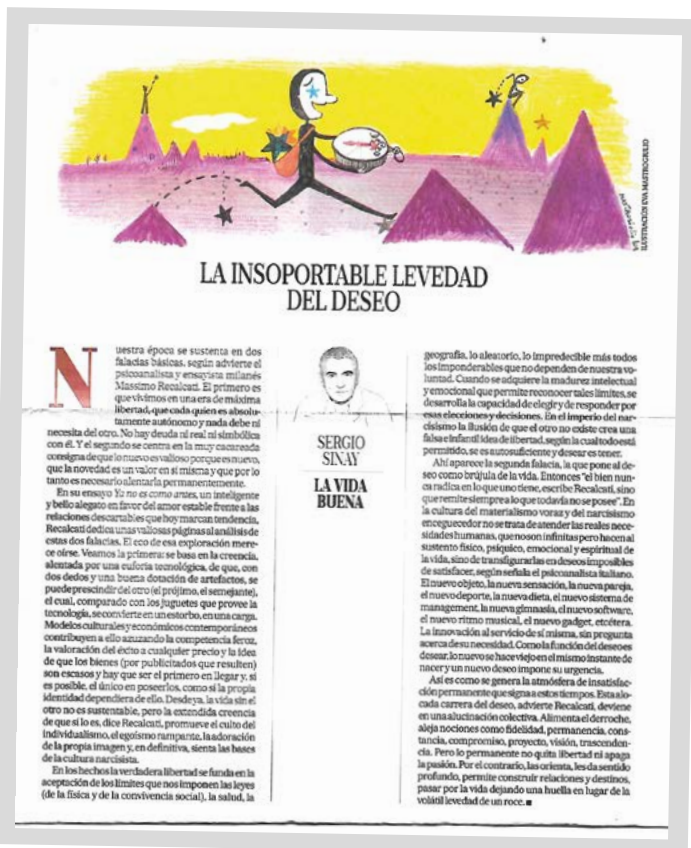 ILUSTRACIÓN EVA MASTROGIULIO
LA INSOPORTABLE LEVEDAD
DEL DESEO
Nuestra época se sustenta en dos
falacias básicas, según advierte el
psicoanalista y ensayista milanés
Massimo Recalcati. El primero es
que vivimos en una era de máxima
libertad, que cada quien es absolu-
tamente autónomo y nada debe ni
necesita del otro. No hay deuda ni real ni simbólica
con él. Y el segundo se centra en la muy cacareada
consigna de que lo nuevo es valioso porque es nuevo,
que la novedad es un valor en sí misma y que por lo
tanto es necesario alentarla permanentemente.
En su ensayo Ya no es como antes, un inteligente
y bello alegato en favor del amor estable frente a las
relaciones descartables que hoy marcan tendencia,
Recalcati dedica unas valiosas páginas al análisis de
estas dos falacias. El eco de esa exploración mere-
ce oírse. Veamos la primera: se basa en la creencia,
alentada por una euforia tecnológica, de que, con
dos dedos y una buena dotación de artefactos, se
puede prescindir del otro (el prójimo, el semejante),
el cual, comparado con los juguetes que provee la
tecnología, se convierte en un estorbo, en una carga.
Modelos culturales y económicos contemporáneos
contribuyen a ello azuzando la competencia feroz,
la valoración del éxito a cualquier precio y la idea
de que los bienes (por publicitados que resulten)
son escasos y hay que ser el primero en llegar y, si
es posible, el único en poseerlos, como si la propia
identidad dependiera de ello. Desde ya, la vida sin el
otro no es sustentable, pero la extendida creencia
de que sí lo es, dice Recalcati, promueve el culto del
individualismo, el egoísmo rampante, la adoración
de la propia imagen y, en definitiva, sienta las bases
de la cultura narcisista.
En los hechos la verdadera libertad se funda en la
aceptación de los límites que nos imponen las leyes
(de la física y de la convivencia social), la salud, la
SERGIO
SINAY
LA VIDA
BUENA
geografía, lo aleatorio, lo impredecible más todos
los imponderables que no dependen de nuestra vo-
luntad. Cuando se adquiere la madurez intelectual
y emocional que permite reconocer tales límites, se
desarrolla la capacidad de elegir y de responder por
esas elecciones y decisiones. En el imperio del nar-
cisismo la ilusión de que el otro no existe crea una
falsa e infantil idea de libertad, según la cual todo está
permitido, se es autosuficiente y desear es tener.
Ahí aparece la segunda falacia, la que pone al de-
seo como brújula de la vida. Entonces "el bien nun-
ca radica en lo que uno tiene, escribe Recalcati, sino
que remite siempre a lo que todavía no se posee". En
la cultura del materialismo voraz y del narcisismo
enceguecedor no se trata de atender las reales nece-
sidades humanas, que no son infinitas pero hacen al
sustento físico, psíquico, emocional y espiritual de
la vida, sino de transfigurarlas en deseos imposibles
de satisfacer, según señala el psicoanalista italiano.
El nuevo objeto, la nueva sensación, la nueva pareja,
el nuevo deporte, la nueva dieta, el nuevo sistema de
management, la nueva gimnasia, el nuevo software,
el nuevo ritmo musical, el nuevo gadget, etcétera.
La innovación al servicio de sí misma, sin pregunta
acerca de su necesidad. Como la función del deseo es
desear, lo nuevo se hace viejo en el mismo instante de
nacer y un nuevo deseo impone su urgencia.
Así es como se genera la atmósfera de insatisfac-
ción permanente que signa a estos tiempos. Esta alo-
cada carrera del deseo, advierte Recalcati, deviene
en una alucinación colectiva. Alimenta el derroche,
aleja nociones como fidelidad, permanencia, cons-
tancia, compromiso, proyecto, visión, trascenden-
cia. Pero lo permanente no quita libertad ni apaga
la pasión. Por el contrario, las orienta, les da sentido
profundo, permite construir relaciones y destinos,
pasar por la vida dejando una huella en lugar de la
volátil levedad de un roce. ■